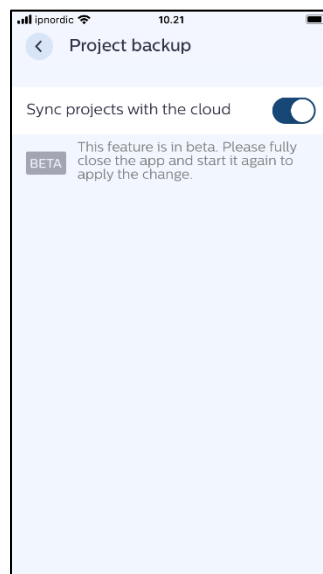 ipnordic 10.21
Project backup
Sync projects with the cloud
This feature is in beta. Please fully
BETA close the app and start it again to
apply the change.